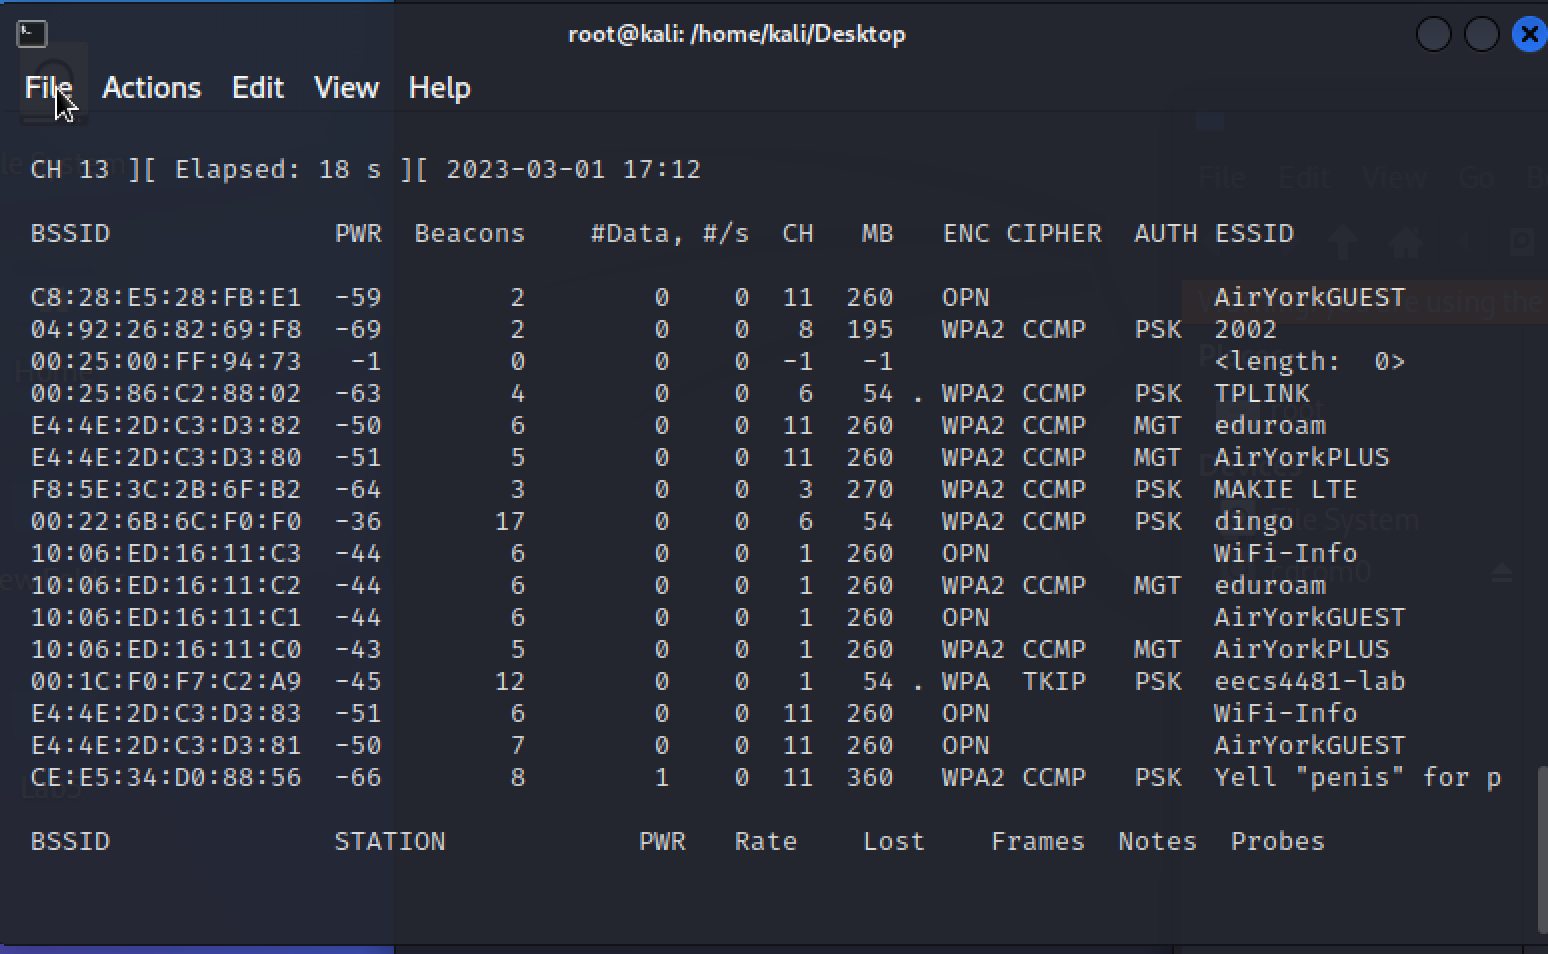 root@kali: /home/kali/Desktop
File Actions Edit View Help
CH 13 ][ Elapsed: 18 s ][ 2023-03-01 17:12
BSSID PWR Beacons #Data, #/s CH MB ENC CIPHER AUTH ESSID
C8:28:E5:28:FB:E1 -59 2 0 0 11 260 OPN AirYorkGUEST
04:92:26:82:69:F8 -69 2 0 0 8 195 WPA2 CCMP PSK 2002
00:25:00:FF:94:73 -1 0 0 0 -1 -1 <length: 0>
00:25:86:C2:88:02 -63 4 0 0 6 54 . WPA2 CCMP PSK TPLINK
E4:4E:2D:C3:D3:82 -50 6 0 0 11 260 WPA2 CCMP MGT eduroam
E4:4E:2D:C3:D3:80 -51 5 0 0 11 260 WPA2 CCMP MGT AirYorkPLUS
F8:5E:3C:2B:6F:B2 -64 3 0 0 3 270 WPA2 CCMP PSK MAKIE LTE
00:22:6B:6C:F0:F0 -36 17 0 0 6 54 WPA2 CCMP PSK dingo
10:06:ED:16:11:C3 -44 6 0 0 1 260 OPN WiFi-Info
10:06:ED:16:11:C2 -44 6 0 0 1 260 WPA2 CCMP MGT eduroam
10:06:ED:16:11:C1 -44 6 0 0 1 260 OPN AirYorkGUEST
10:06:ED:16:11:C0 -43 5 0 0 1 260 WPA2 CCMP MGT AirYorkPLUS
00:1C:F0:F7:C2:A9 -45 12 0 0 1 54 . WPA TKIP PSK eecs4481-lab
E4:4E:2D:C3:D3:83 -51 6 0 0 11 260 OPN WiFi-Info
E4:4E:2D:C3:D3:81 -50 7 0 0 11 260 OPN AirYorkGUEST
CE:E5:34:D0:88:56 -66 8 1 0 11 360 WPA2 CCMP PSK Yell "penis" for p
BSSID STATION PWR Rate Lost Frames Notes Probes
File Edit View Go
using the
root
File System